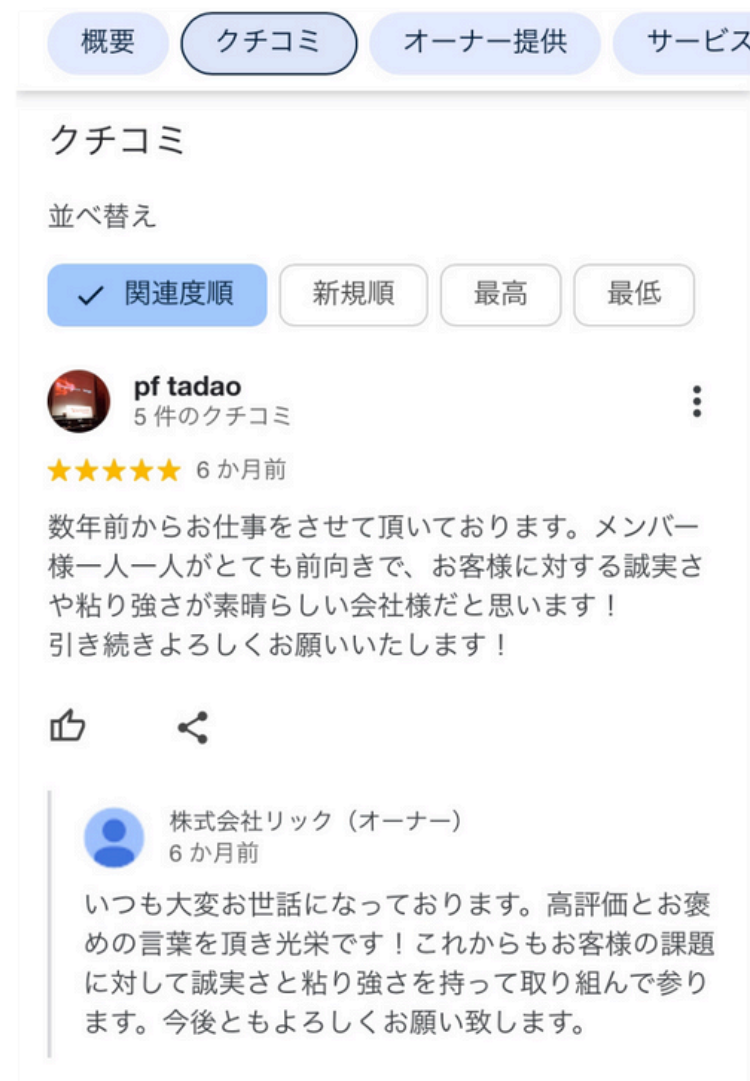 概要 クチコミ オーナー提供 サービス
クチコミ
並べ替え
関連度順 新規順 最高 最低
pf tadao
5 件のクチコミ
6 か月前
数年前からお仕事をさせて頂いております。メンバー
様一人一人がとても前向きで、お客様に対する誠実さ
や粘り強さが素晴らしい会社様だと思います！
引き続きよろしくお願いいたします！
株式会社リック（オーナー）
6 か月前
いつも大変お世話になっております。高評価とお褒
めの言葉を頂き光栄です！これからもお客様の課題
に対して誠実さと粘り強さを持って取り組んで参り
ます。今後ともよろしくお願い致します。